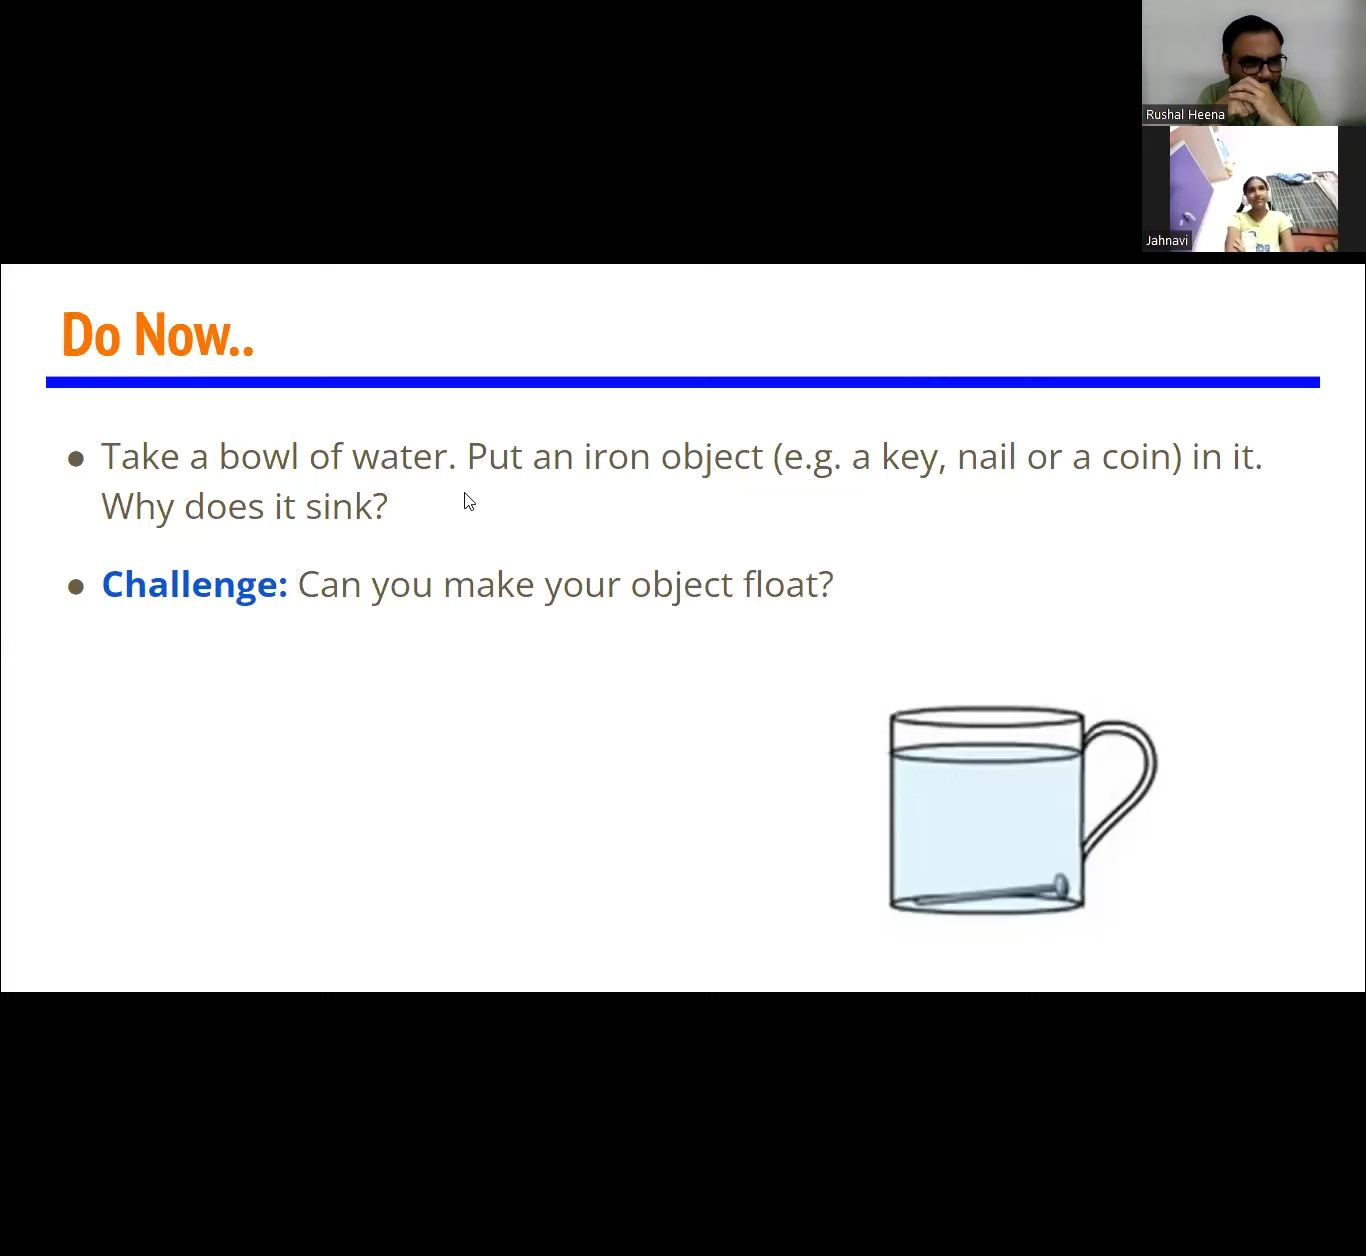 Rushal Heena
Jahnavi
Do Now..
● Take a bowl of water. Put an iron object (e.g. a key, nail or a coin) in it.
Why does it sink?
● Challenge: Can you make your object float?